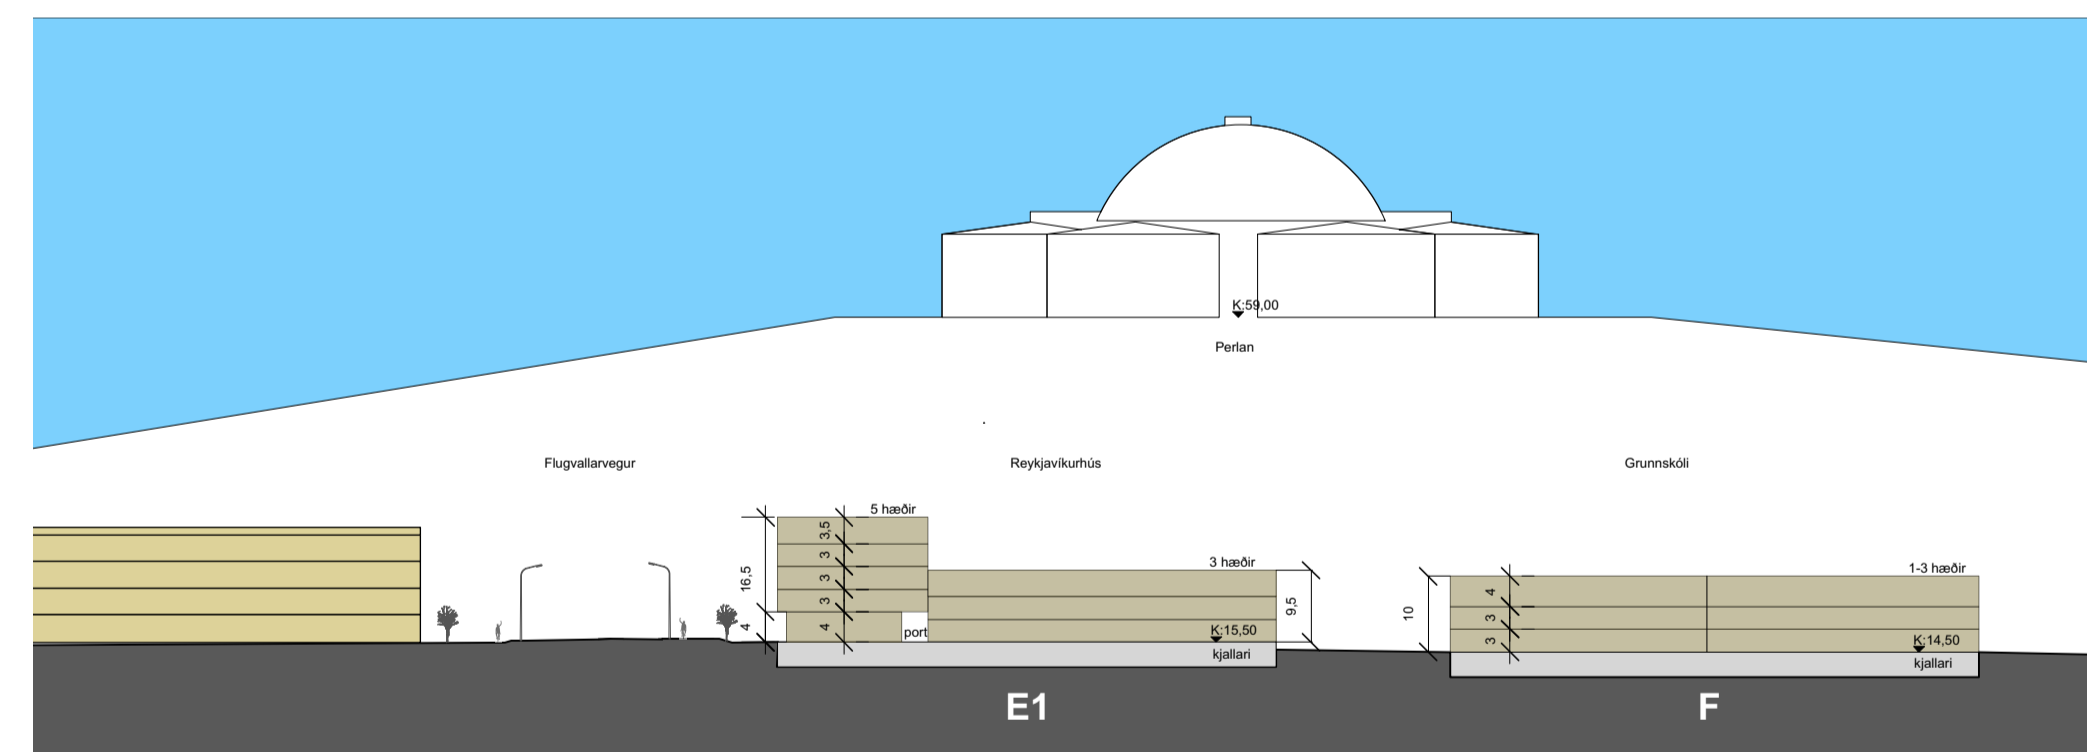 K:59,00
Perlan
Flugvallarvegur
Reykjavíkurhús
Grunnskóli
5 hæðir
3,5
3
3
3
4
16,5
4
port
3 hæðir
9,5
K:15,50
kjallari
1-3 hæðir
10
4
3
3
K:14,50
kjallari
E1
F